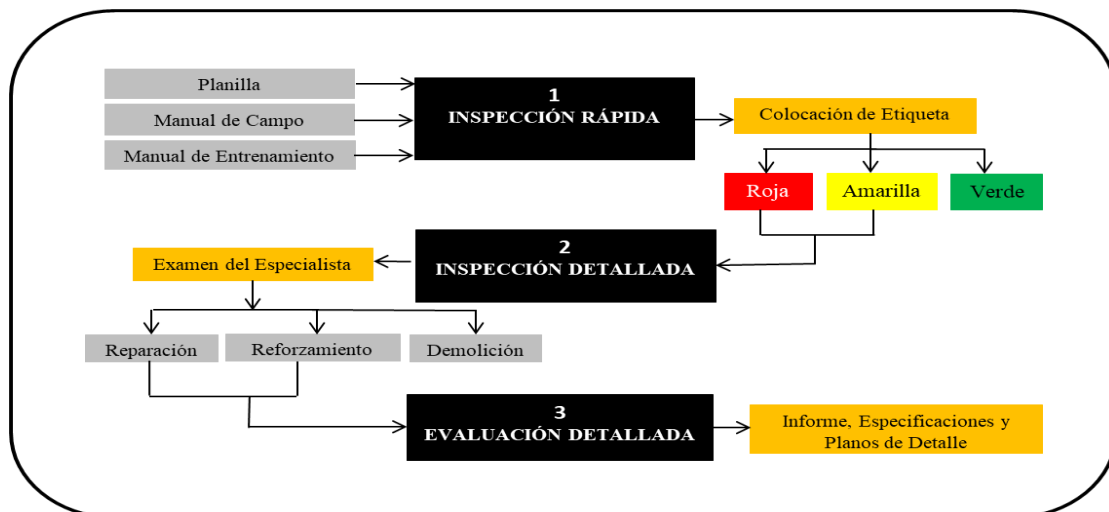 Planilla
Manual de Campo
Manual de Entrenamiento
1
INSPECCIÓN RÁPIDA
Colocación de Etiqueta
Roja
Amarilla
Verde
2
INSPECCIÓN DETALLADA
Examen del Especialista
Reparación
Reforzamiento
Demolición
3
EVALUACIÓN DETALLADA
Informe, Especificaciones y
Planos de Detalle